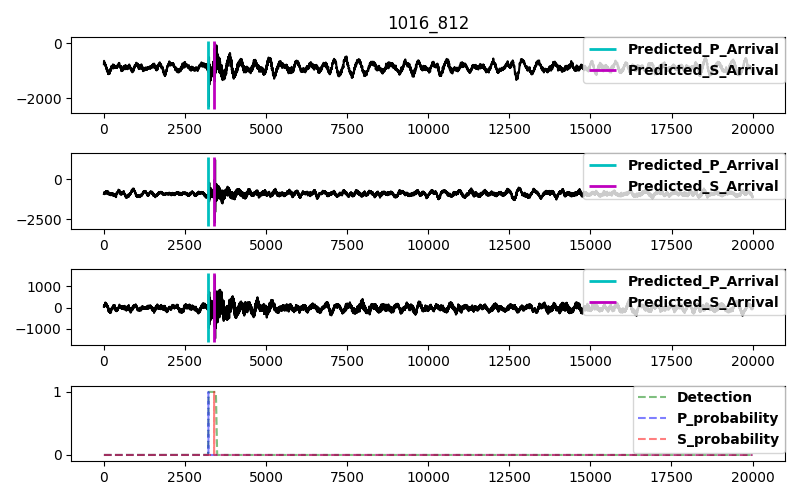 1016_812
0
−2000
Predicted_P_Arrival
Predicted_S_Arrival
0 2500 5000 7500 10000 12500 15000 17500 20000
0
−2500
Predicted_P_Arrival
Predicted_S_Arrival
0 2500 5000 7500 10000 12500 15000 17500 20000
1000
0
−1000
Predicted_P_Arrival
Predicted_S_Arrival
0 2500 5000 7500 10000 12500 15000 17500 20000
1
0
Detection
P_probability
S_probability
0 2500 5000 7500 10000 12500 15000 17500 20000